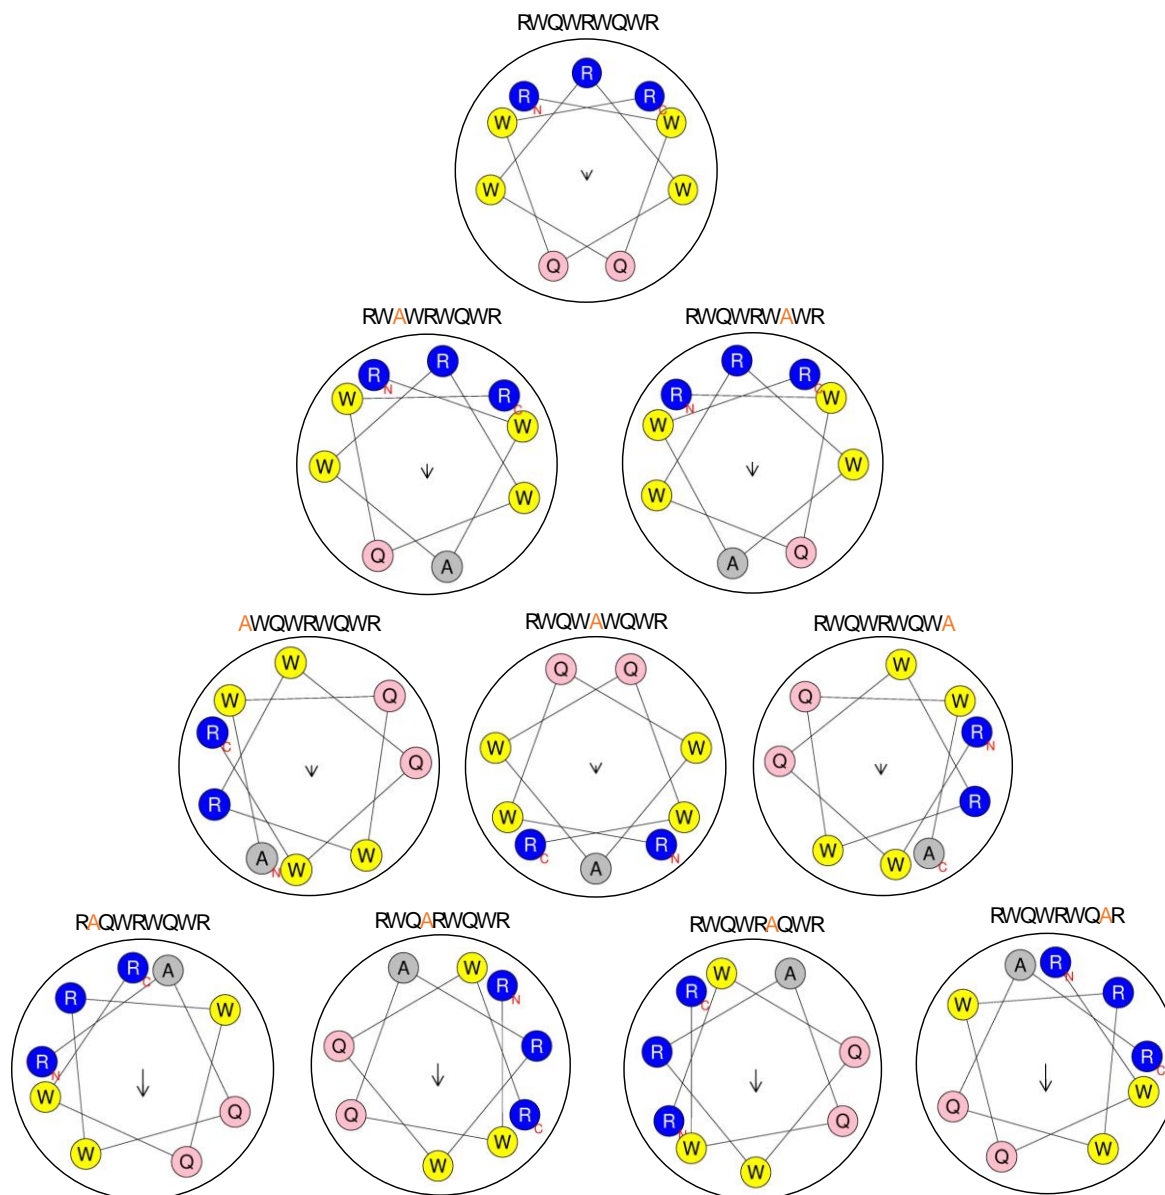 RWQWRWQWR
R
R N R C
W W
W W
Q Q
RWAWRWQWR
R
R N
W R C
W
W
W
Q
A
RWQWRWAWR
R
R C
R N W
W
W
W
Q
A
AWQWRWQWR
W
W Q
R C
Q
R
W
A N W
RWQWAWQWR
Q Q
W W
W W
R C R N
A
RWQWRWQWA
W
Q W
R N
Q
R
W A C
W
RAQWRWQWR
R C A
R
W
R N
W
Q
W
Q
RWQARWQWR
A W
R N
Q R
Q R C
W
W
RWQWRAQWR
W A
R C
R Q
R N Q
W
W
RWQWRWQAR
A R N
W R
R C
W
Q
W
Q